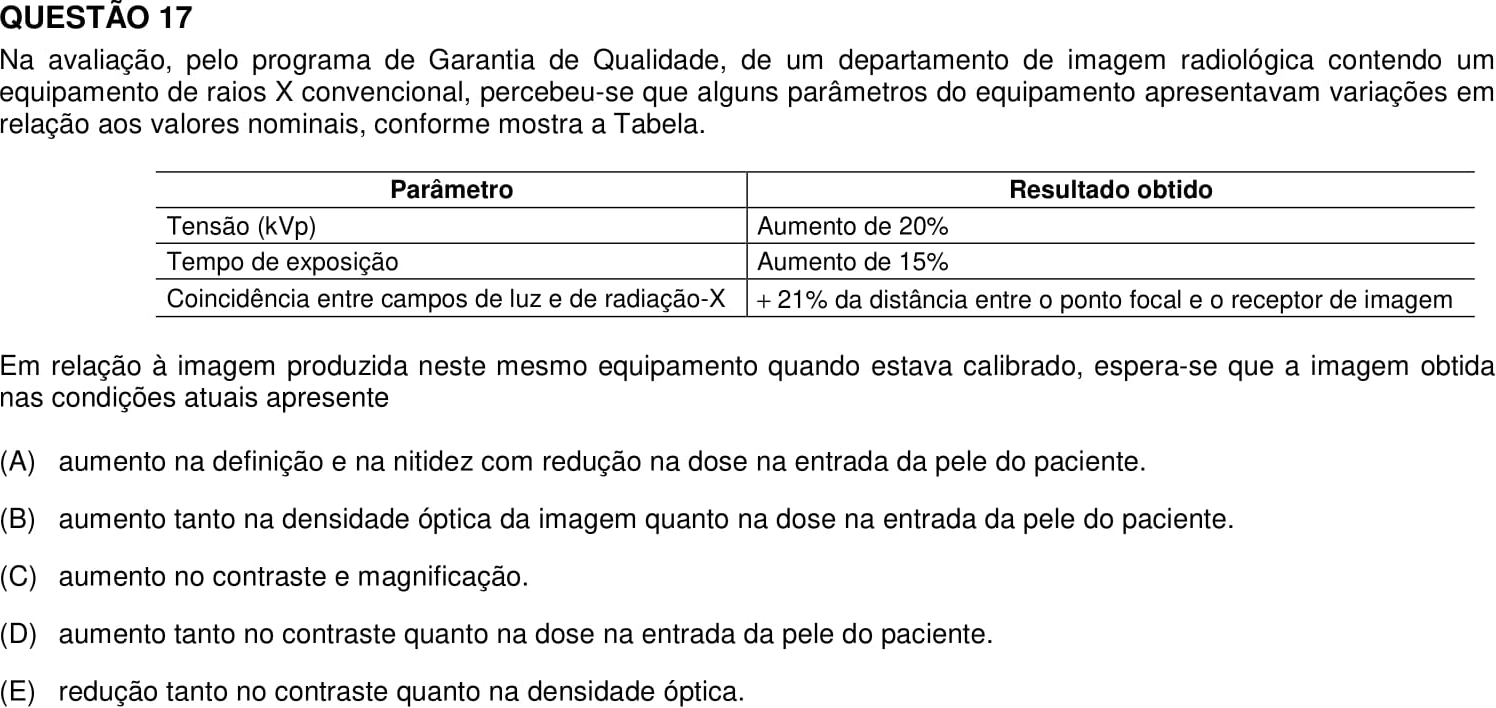 QUESTÃO 17
Na avaliação, pelo programa de Garantia de Qualidade, de um departamento de imagem radiológica contendo um
equipamento de raios X convencional, percebeu-se que alguns parâmetros do equipamento apresentavam variações em
relação aos valores nominais, conforme mostra a Tabela.
Parâmetro Resultado obtido
Tensão (kVp) Aumento de 20%
Tempo de exposição Aumento de 15%
Coincidência entre campos de luz e de radiação-X + 21% da distância entre o ponto focal e o receptor de imagem
Em relação à imagem produzida neste mesmo equipamento quando estava calibrado, espera-se que a imagem obtida
nas condições atuais apresente
(A) aumento na definição e na nitidez com redução na dose na entrada da pele do paciente.
(B) aumento tanto na densidade óptica da imagem quanto na dose na entrada da pele do paciente.
(C) aumento no contraste e magnificação.
(D) aumento tanto no contraste quanto na dose na entrada da pele do paciente.
(E) redução tanto no contraste quanto na densidade óptica.